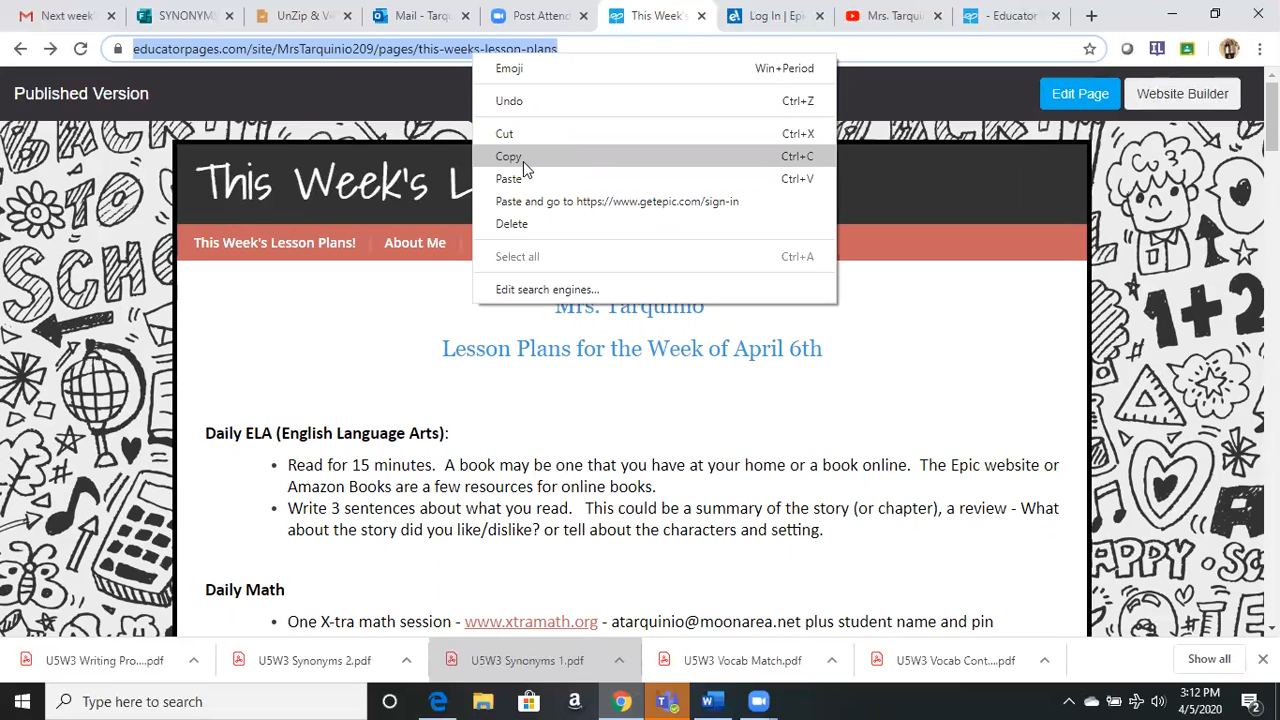 Next week'
SYNONYM
UnZip & V
Mail - Tarq
Post Attend
This Week's
Log In | Epi
Mrs. Tarqui
- Educator
educatorpages.com/site/MrsTarquinio209/pages/this-weeks-lesson-plans
Published Version
Edit Page
Website Builder
Emoji Win+Period
Undo Ctrl+Z
Cut Ctrl+X
Copy Ctrl+C
Paste Ctrl+V
Paste and go to https://www.getepic.com/sign-in
Delete
Select all Ctrl+A
Edit search engines...
This Week's L
This Week's Lesson Plans!
About Me
Mrs. Tarquinio
Lesson Plans for the Week of April 6th
Daily ELA (English Language Arts):
• Read for 15 minutes. A book may be one that you have at your home or a book online. The Epic website or
Amazon Books are a few resources for online books.
• Write 3 sentences about what you read. This could be a summary of the story (or chapter), a review - What
about the story did you like/dislike? or tell about the characters and setting.
Daily Math
• One X-tra math session - www.xtramath.org - atarquinio@moonarea.net plus student name and pin
TO
SCHOOL
1+2
HAPPY
U5W3 Writing Pro....pdf
U5W3 Synonyms 2.pdf
U5W3 Synonyms 1.pdf
U5W3 Vocab Match.pdf
U5W3 Vocab Cont....pdf
Show all
Type here to search
3:12 PM
4/5/2020